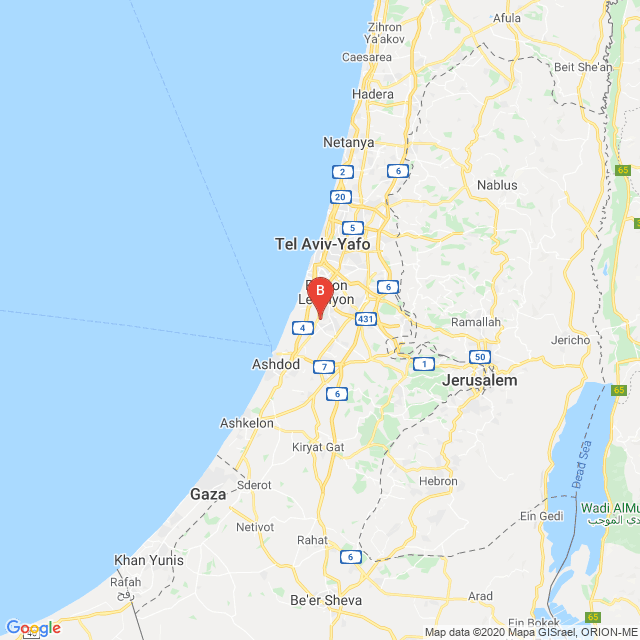 Afula
Zihron
Ya'akov
Caesarea
Beit She'an
Hadera
Netanya
2
6
65
20
Nablus
5
Tel Aviv-Yafo
6
B
Le
yon
4
431
Ramallah
Jericho
50
Ashdod
7
1
Jerusalem
6
65
Ashkelon
Kiryat Gat
Dead Sea
Hebron
Sderot
Gaza
Ein Gedi
Wadi AlMu
Netivot
Rahat
Khan Yunis
6
Rafah
رفح
Be'er Sheva
Arad
65
Ein Bokek
Google
40
Map data ©2020 Mapa GISrael, ORION-ME